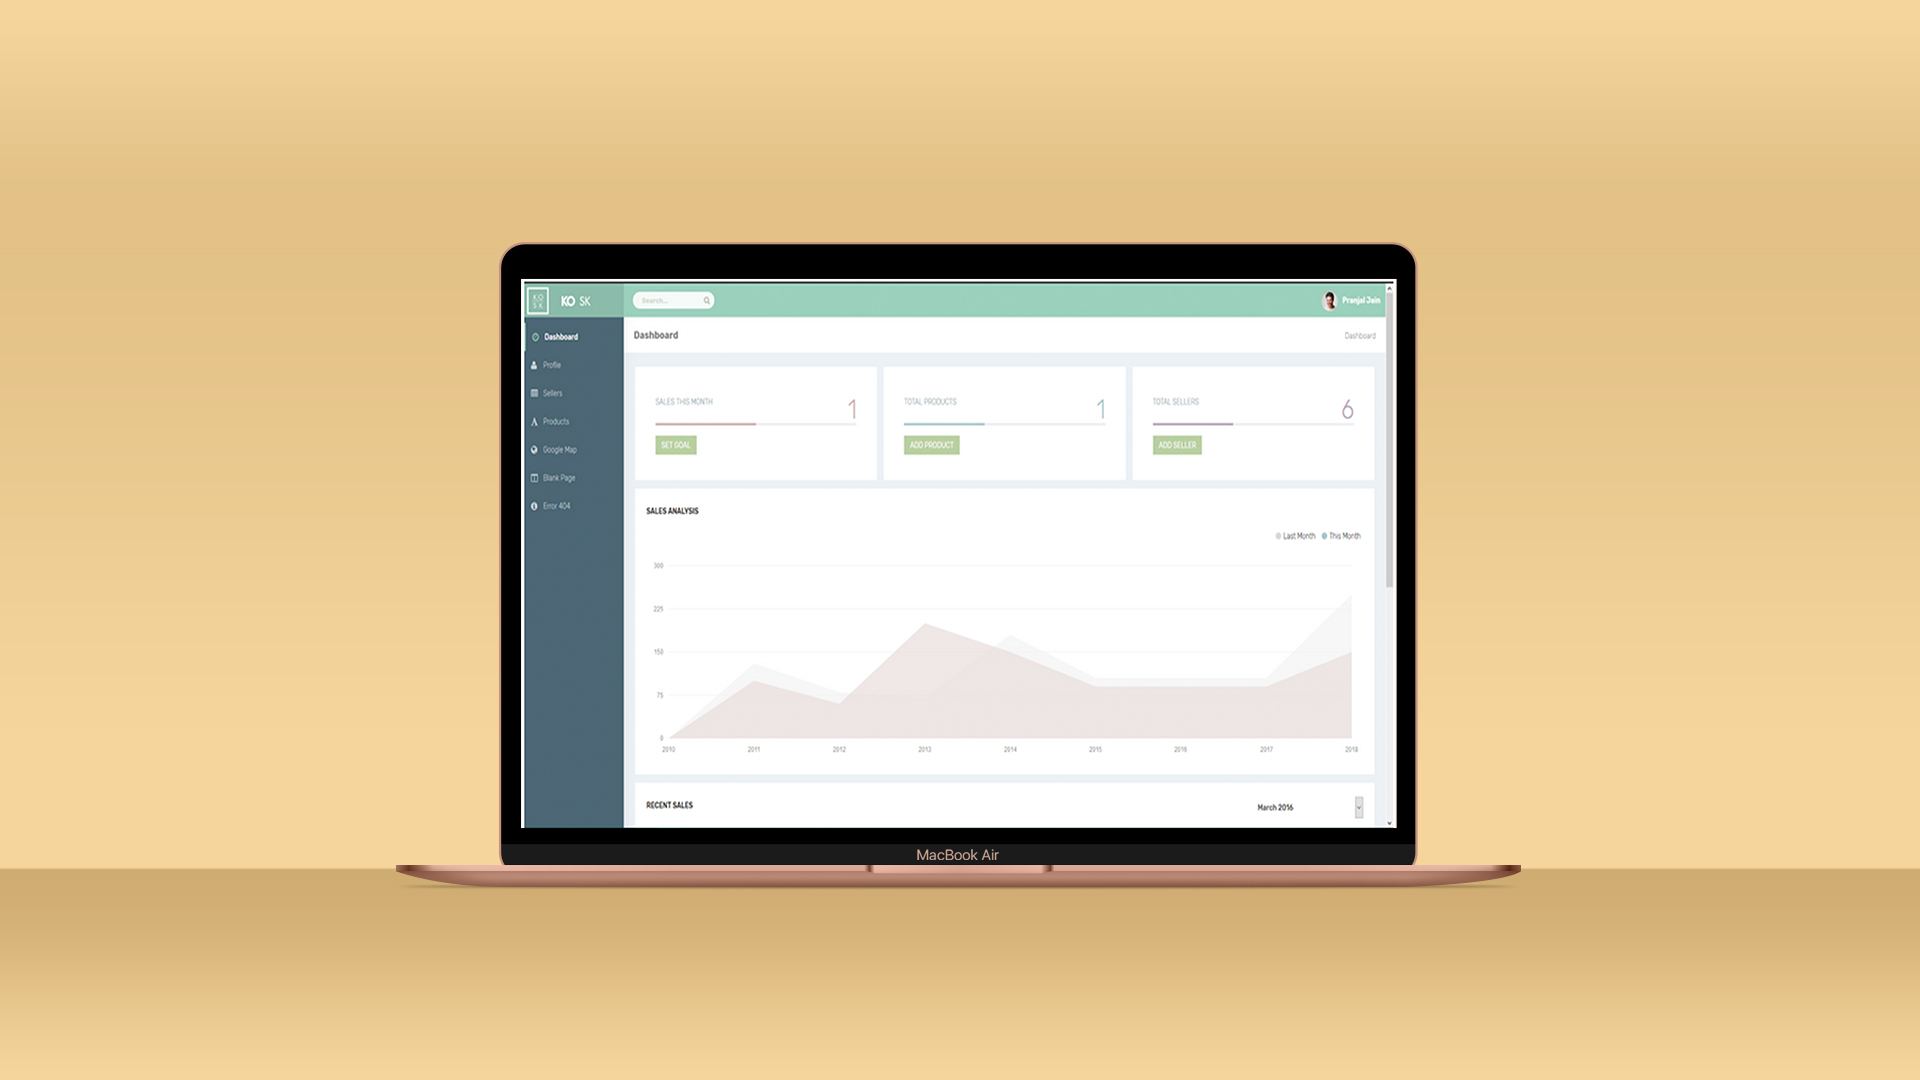 KO
SK
KO SK
Search...
Pranjal Jain
Dashboard
Profile
Sellers
Products
Google Map
Blank Page
Error 404
Dashboard
Dashboard
SALES THIS MONTH
1
SET GOAL
TOTAL PRODUCTS
1
ADD PRODUCT
TOTAL SELLERS
6
ADD SELLER
SALES ANALYSIS
Last Month This Month
300
225
150
75
0
2010 2011 2012 2013 2014 2015 2016 2017 2018
RECENT SALES
March 2016
MacBook Air